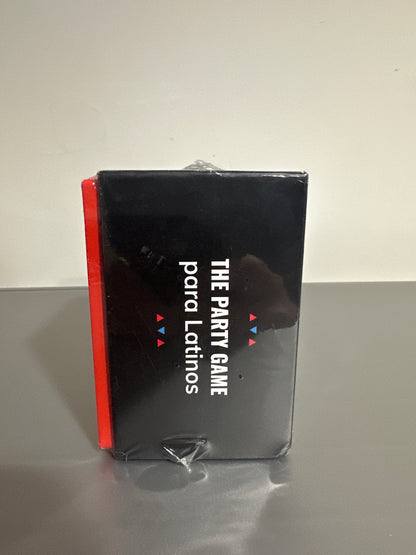 THE PARTY GAME
para Latinos